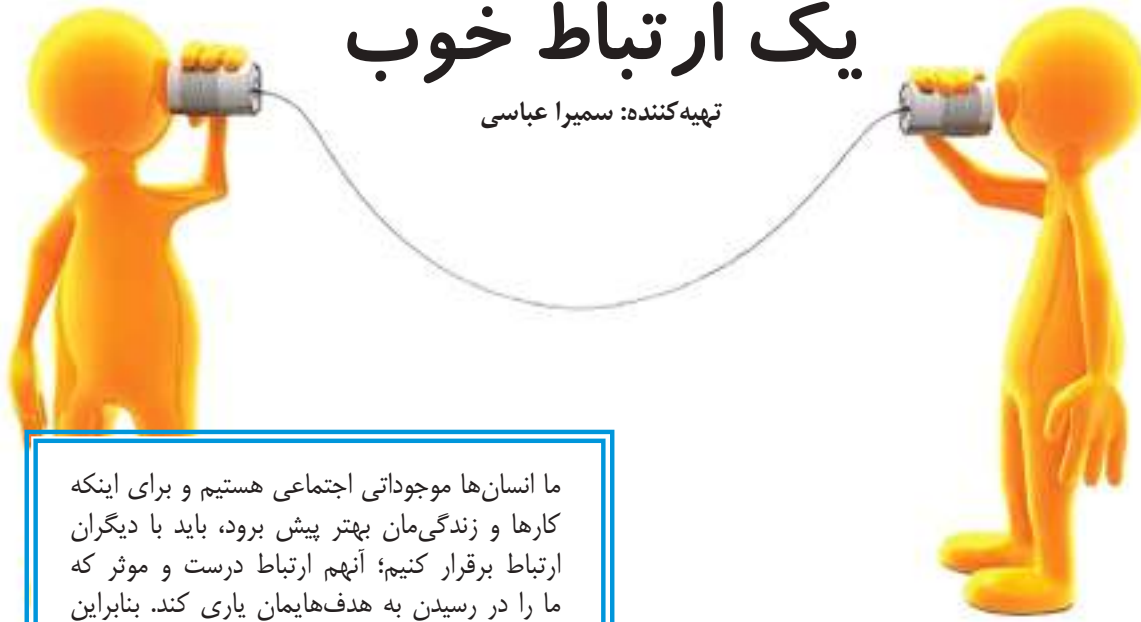 یک ارتباط خوب
تهیه‌کننده: سمیرا عباسی
ما انسان‌ها موجوداتی اجتماعی هستیم و برای اینکه
کارها و زندگی‌مان بهتر پیش برود، باید با دیگران
ارتباط برقرار کنیم؛ آنهم ارتباط درست و موثر که
ما را در رسیدن به هدف‌هایمان یاری کند. بنابراین